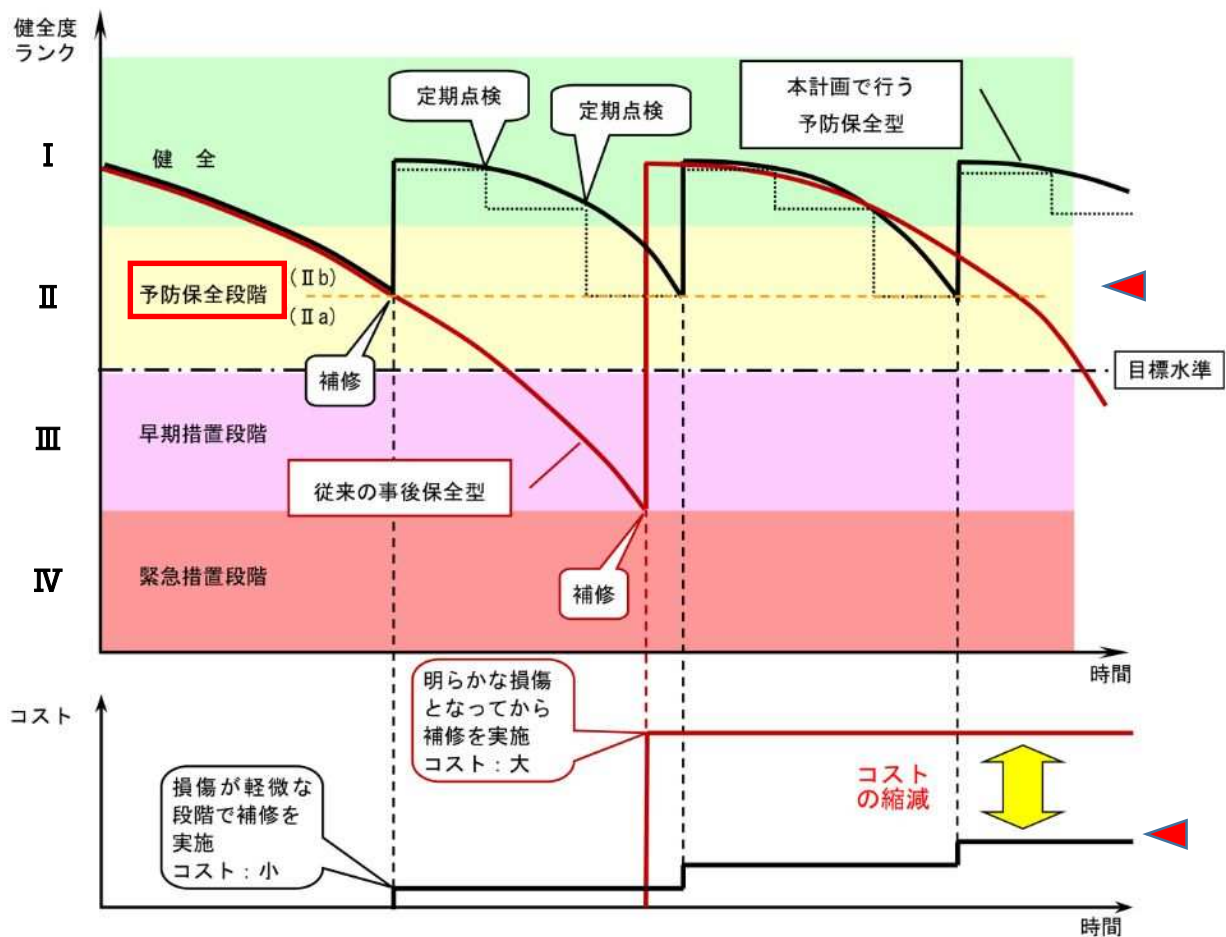 健全度
ランク
定期点検
定期点検
本計画で行う
予防保全型
Ⅰ
健 全
Ⅱ
予防保全段階
(Ⅱb)
(Ⅱa)
補修
目標水準
Ⅲ
早期措置段階
従来の事後保全型
Ⅳ
緊急措置段階
補修
時間
コスト
明らかな損傷
となってから
補修を実施
コスト：大
損傷が軽微な
段階で補修を
実施
コスト：小
コスト
の縮減
時間